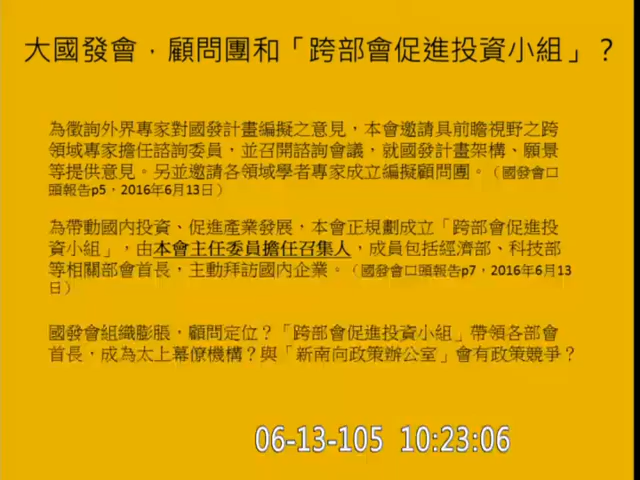 大國發會，顧問團和「跨部會促進投資小組」？
為徵詢外界專家對國發計畫編擬之意見，本會邀請具前瞻視野之跨
領域專家擔任諮詢委員，並召開諮詢會議，就國發計畫架構、願景
等提供意見。另並邀請各領域學者專家成立編擬顧問團。（國發會口
頭報告p5，2016年6月13日）
為帶動國內投資、促進產業發展，本會正規劃成立「跨部會促進投
資小組」，由本會主任委員擔任召集人，成員包括經濟部、科技部
等相關部會首長，主動拜訪國內企業。（國發會口頭報告p7，2016年6月13
日）
國發會組織膨脹，顧問定位？「跨部會促進投資小組」帶領各部會
首長，成為太上幕僚機構？與「新南向政策辦公室」會有政策競爭？
06-13-105 10:23:06